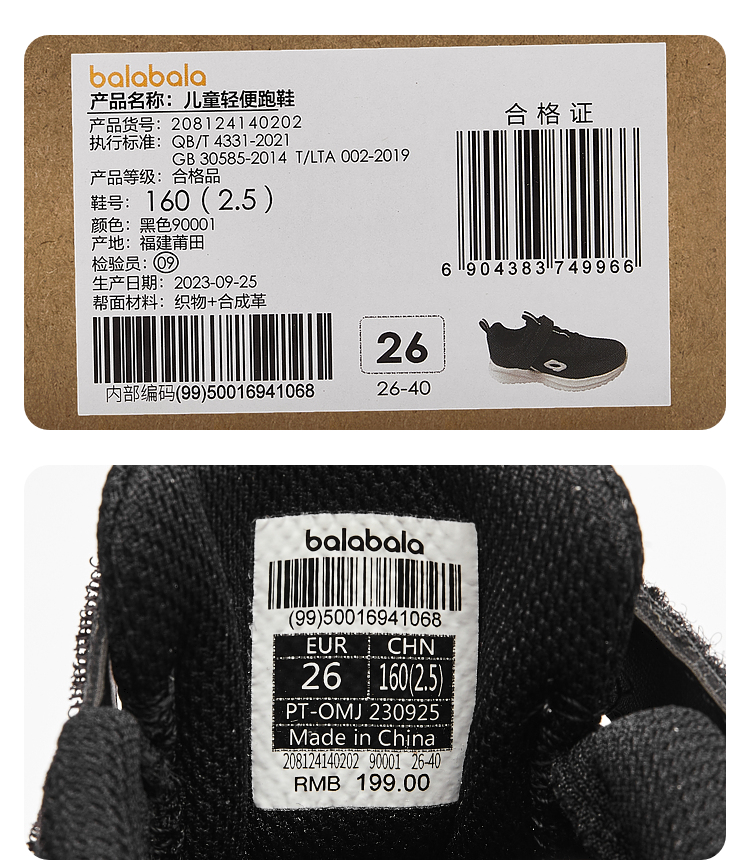 balabala
产品名称：儿童轻便跑鞋
产品货号：208124140202
执行标准：QB/T 4331-2021
GB 30585-2014 T/LTA 002-2019
产品等级：合格品
鞋号：160（2.5）
颜色：黑色90001
产地：福建莆田
检验员：09
生产日期：2023-09-25
帮面材料：织物+合成革
内部编码(99)50016941068
合格证
6 904383 749966
26
26-40
balabala
(99)50016941068
EUR CHN
26 160(2.5)
PT-OMJ 230925
Made in China
208124140202 90001 26-40
RMB 199.00